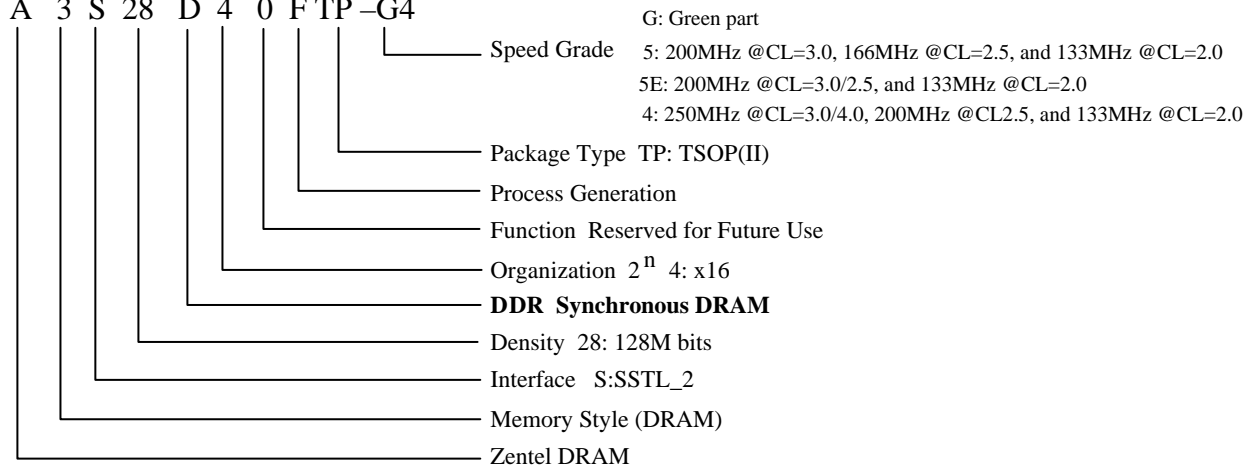 A 3 S 28 D 4 0 F TP –G4
G: Green part
Speed Grade 5: 200MHz @CL=3.0, 166MHz @CL=2.5, and 133MHz @CL=2.0
5E: 200MHz @CL=3.0/2.5, and 133MHz @CL=2.0
4: 250MHz @CL=3.0/4.0, 200MHz @CL2.5, and 133MHz @CL=2.0
Package Type TP: TSOP(II)
Process Generation
Function Reserved for Future Use
Organization 2ⁿ 4: x16
DDR Synchronous DRAM
Density 28: 128M bits
Interface S:SSTL_2
Memory Style (DRAM)
Zentel DRAM